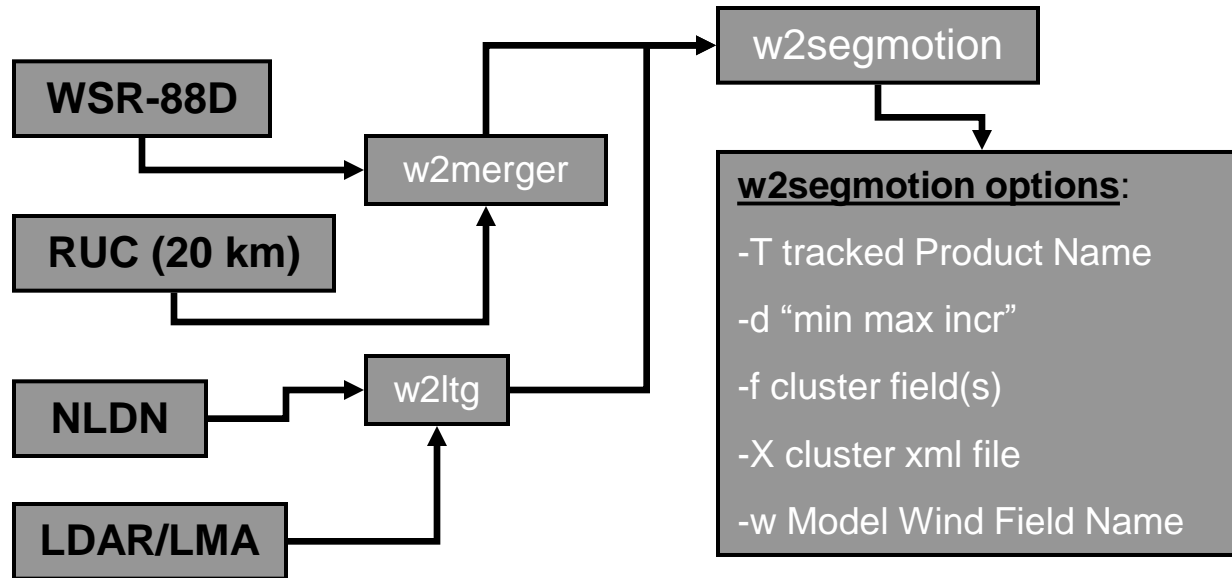 w2segmotion
WSR-88D
w2merger
RUC (20 km)
w2ltg
NLDN
LDAR/LMA
w2segmotion options:
-T tracked Product Name
-d “min max incr”
-f cluster field(s)
-X cluster xml file
-w Model Wind Field Name